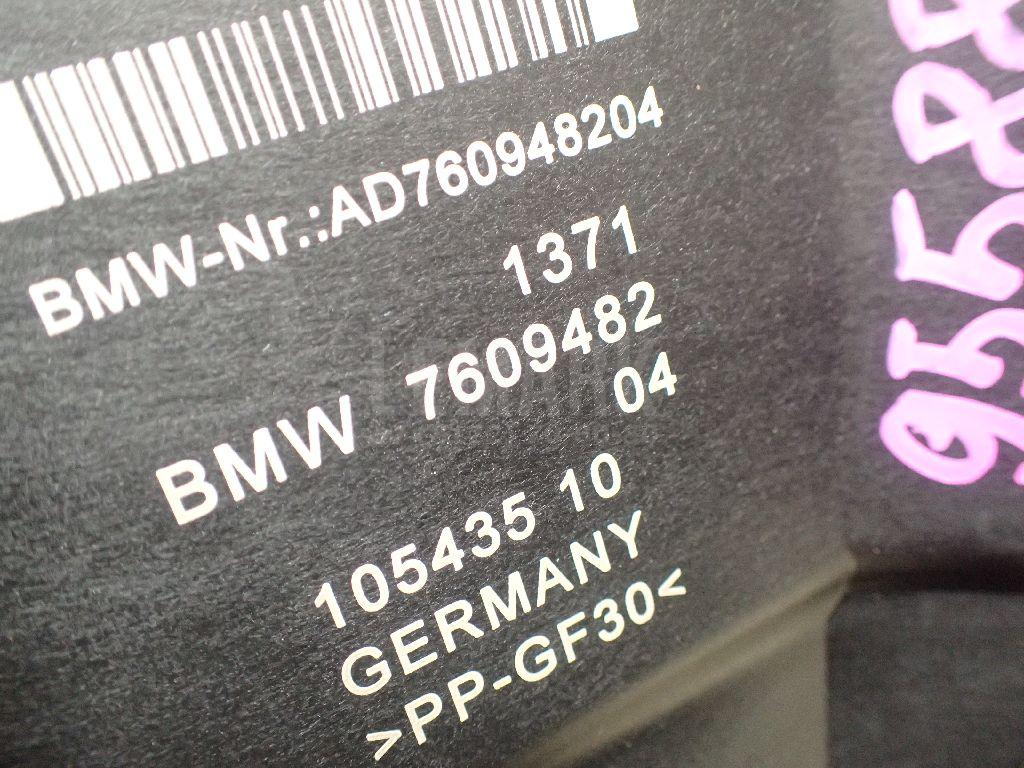 BMW-Nr.:AD760948204
1371
BMW 7609482
04
105435 10
GERMANY
>PP-GF30<